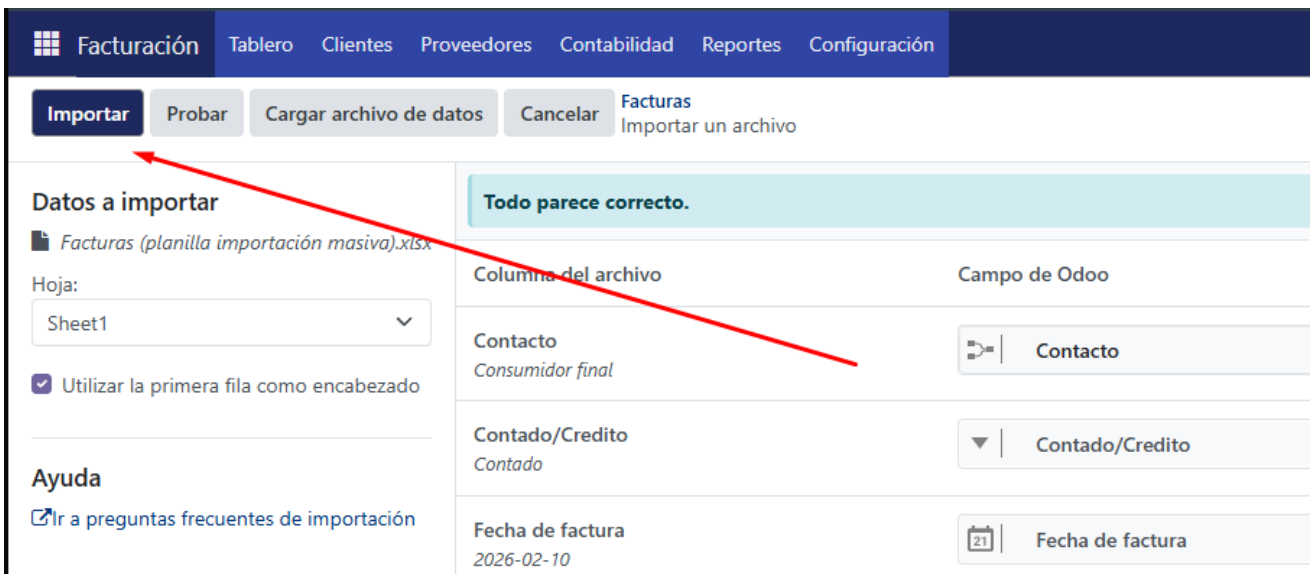 Facturación Tablero Clientes Proveedores Contabilidad Reportes Configuración
Importar Probar Cargar archivo de datos Cancelar Facturas
Importar un archivo
Datos a importar
Facturas (planilla importación masiva).xlsx
Hoja:
Sheet1
Utilizar la primera fila como encabezado
Ayuda
Ir a preguntas frecuentes de importación
Todo parece correcto.
Columna del archivo Campo de Odoo
Contacto Contacto
Consumidor final
Contado/Credito Contado/Credito
Contado
Fecha de factura 21 Fecha de factura
2026-02-10